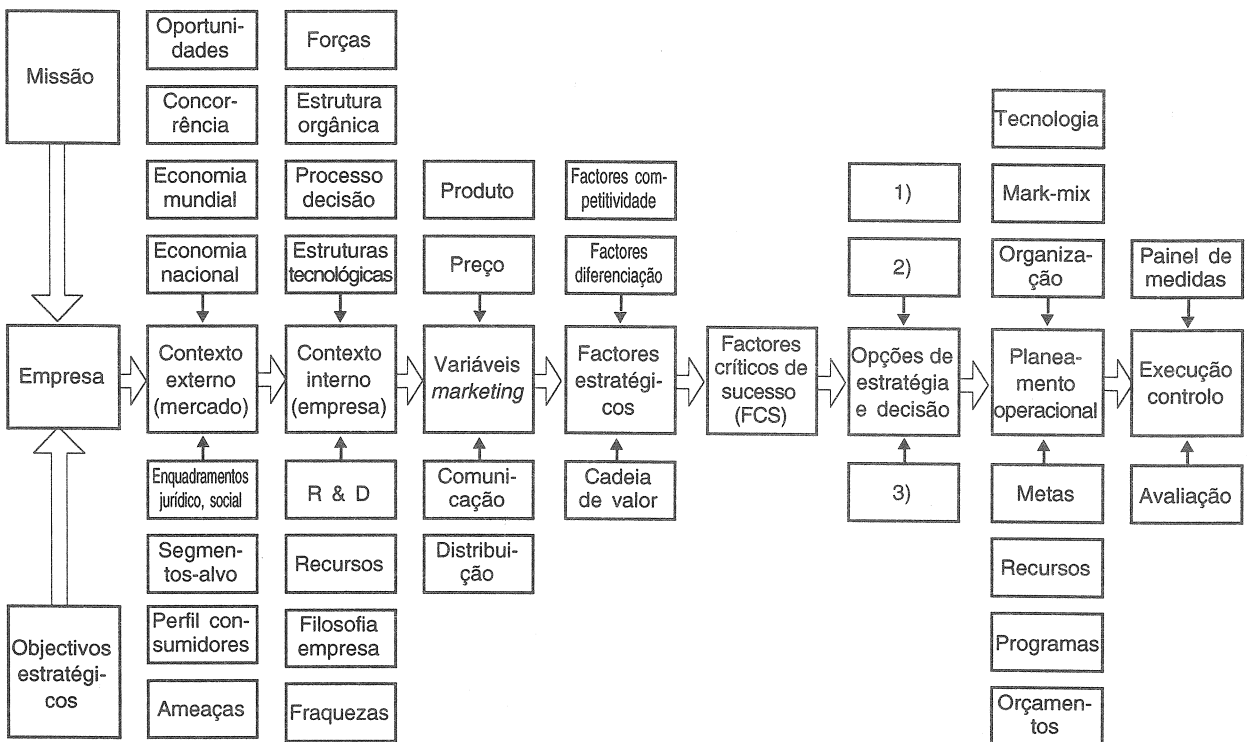 Missão
Empresa
Objectivos
estratégi-
cos
Oportuni-
dades
Concor-
rência
Economia
mundial
Economia
nacional
Contexto
externo
(mercado)
Enquadramentos
jurídico, social
Segmen-
tos-alvo
Perfil con-
sumidores
Ameaças
Forças
Estrutura
orgânica
Processo
decisão
Estruturas
tecnológicas
Contexto
interno
(empresa)
R & D
Recursos
Filosofia
empresa
Fraquezas
Produto
Preço
Variáveis
marketing
Comuni-
cação
Distribui-
ção
Factores com-
petitividade
Factores
diferenciação
Factores
estratégi-
cos
Cadeia
de valor
Factores
críticos de
sucesso
(FCS)
1)
2)
Opções de
estratégia
e decisão
3)
Tecnologia
Mark-mix
Organiza-
ção
Planea-
mento
operacional
Metas
Recursos
Programas
Orçamen-
tos
Painel de
medidas
Execução
controlo
Avaliação